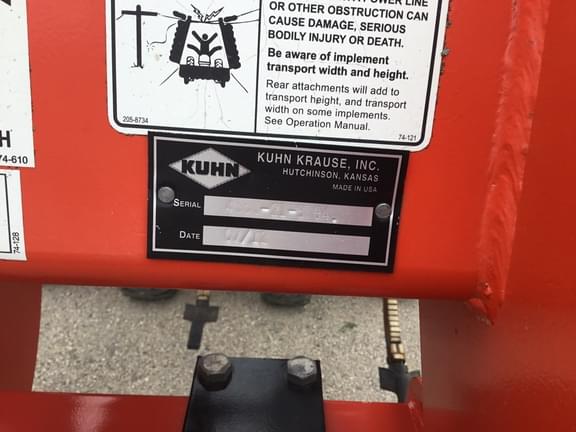 OR OTHER OBSTRUCTION CAN
CAUSE DAMAGE, SERIOUS
BODILY INJURY OR DEATH.
Be aware of implement
transport width and height.
Rear attachments will add to
transport height, and transport
width on some implements.
See Operation Manual.
205-8734
74-121
H
74-610
74-128
KUHN
KUHN KRAUSE, INC.
HUTCHINSON, KANSAS
MADE IN USA
SERIAL
DATE